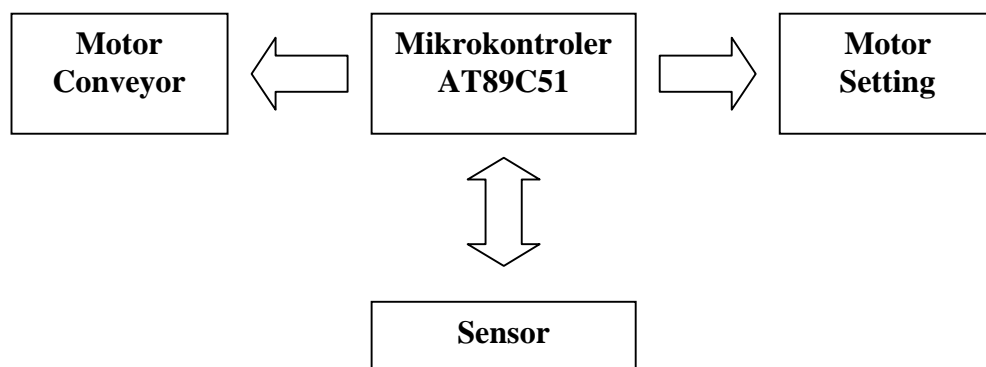 Motor
Conveyor
Mikrokontroler
AT89C51
Motor
Setting
Sensor